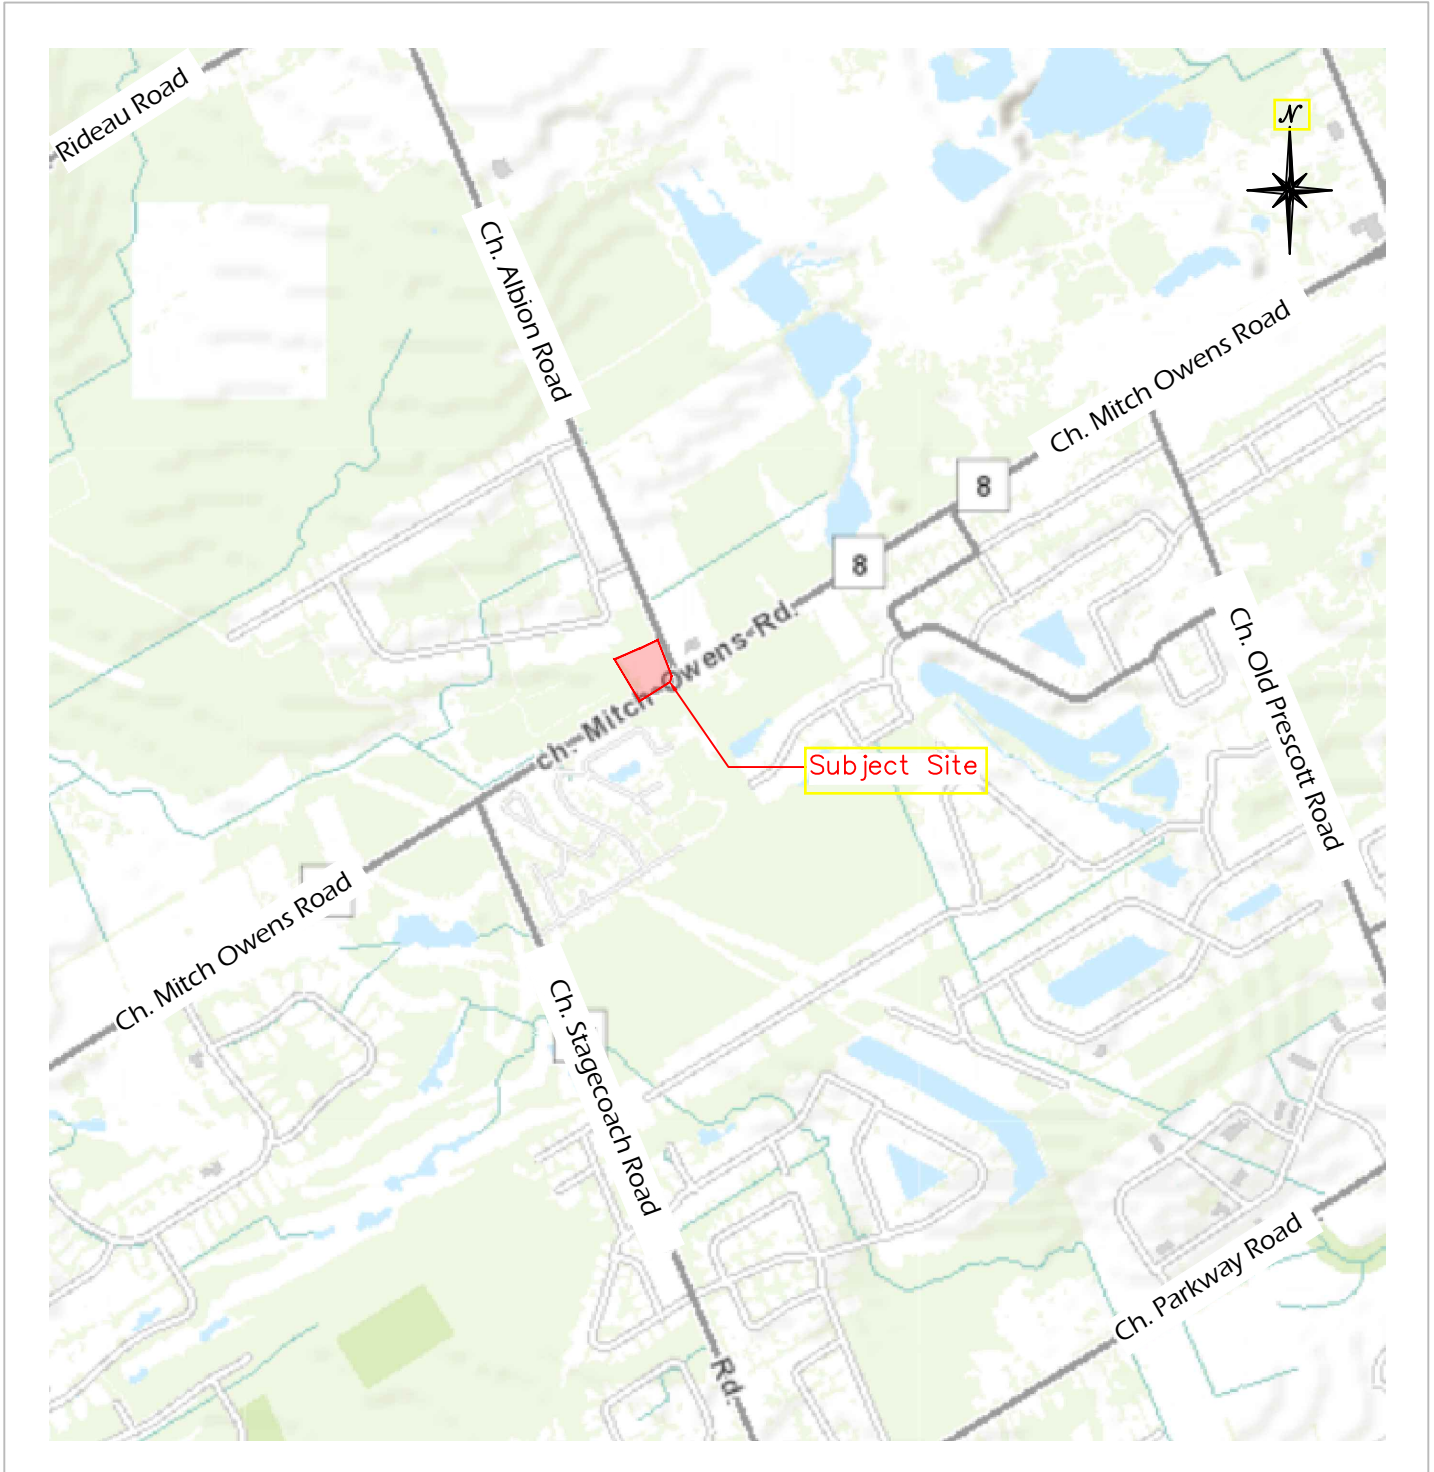 Rideau Road
N
Ch. Albion Road
Ch. Mitch Owens Road
8
8
ch. Mitch Owens Rd.
Subject Site
Ch. Old Prescott Road
Ch. Mitch Owens Road
Ch. Stagecoach Road
Ch. Parkway Road
Rd.